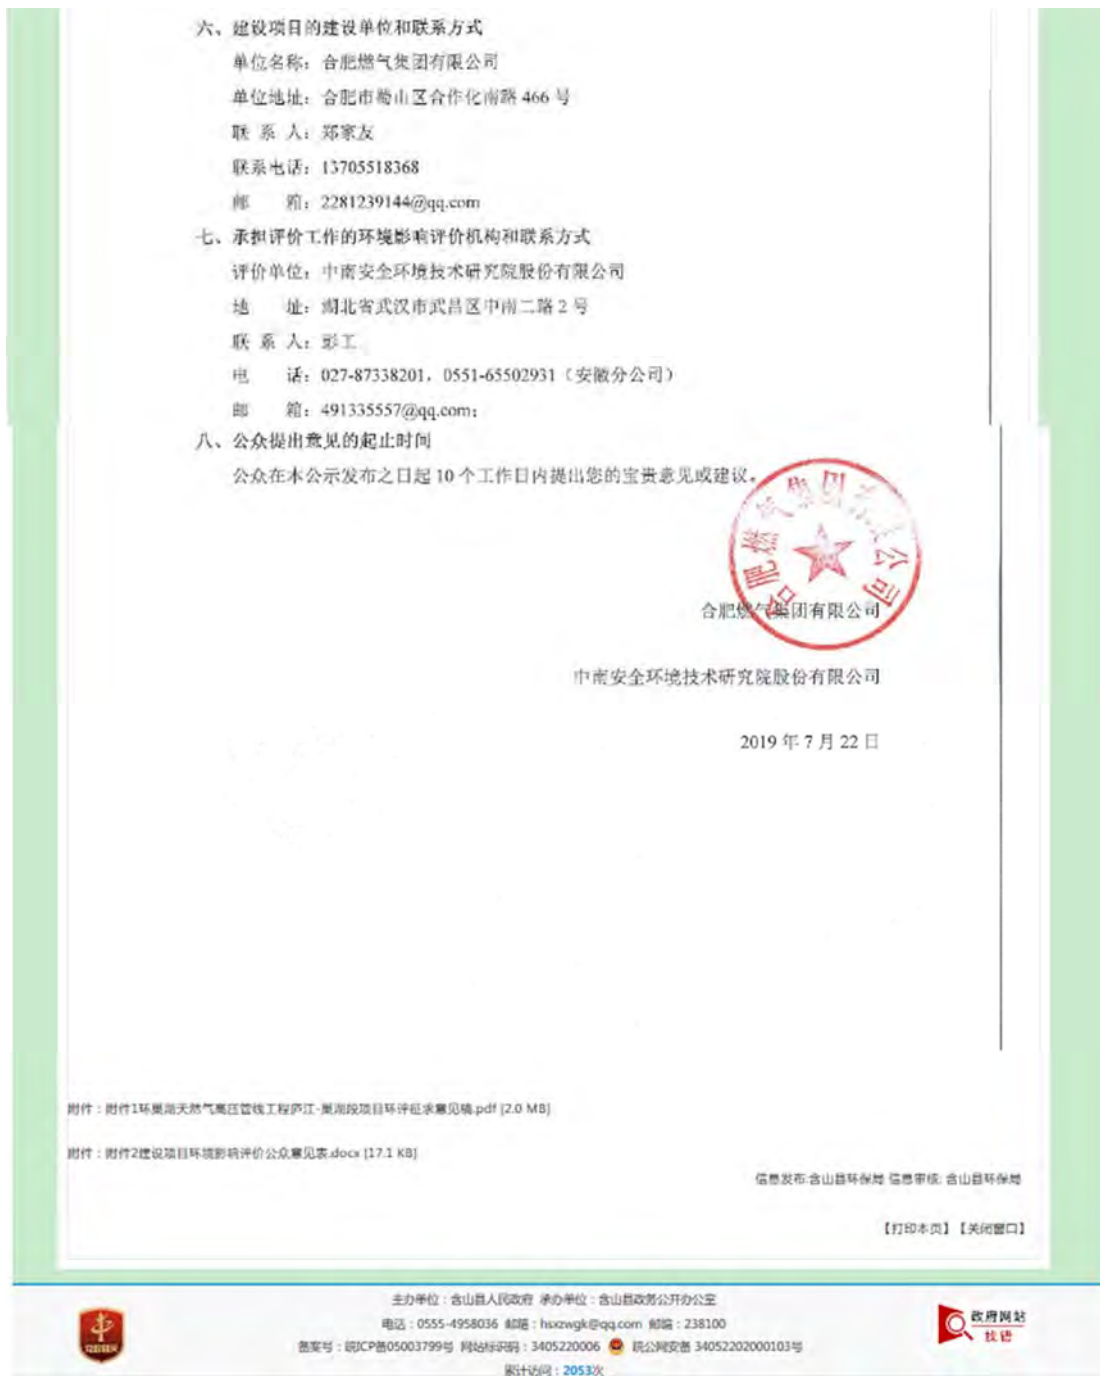 六、建设项目的建设单位和联系方式
单位名称：合肥燃气集团有限公司
单位地址：合肥市蜀山区合作化南路 466 号
联 系 人：郑家友
联系电话：13705518368
邮 箱：2281239144@qq.com
七、承担评价工作的环境影响评价机构和联系方式
评价单位：中南安全环境技术研究院股份有限公司
地 址：湖北省武汉市武昌区中南二路 2 号
联 系 人：彭工
电 话：027-87338201，0551-65502931（安徽分公司）
邮 箱：491335557@qq.com；
八、公众提出意见的起止时间
公众在本公示发布之日起 10 个工作日内提出您的宝贵意见或建议。
合肥燃气集团有限公司
合肥燃气集团有限公司
中南安全环境技术研究院股份有限公司
2019 年 7 月 22 日
附件：附件1环巢湖天然气高压管线工程庐江-巢湖段项目环评征求意见稿.pdf [2.0 MB]
附件：附件2建设项目环境影响评价公众意见表.docx [17.1 KB]
信息发布:含山县环保局 信息审核: 含山县环保局
【打印本页】【关闭窗口】
主办单位：含山县人民政府 承办单位：含山县政务公开办公室
电话：0555-4958036 邮箱：hsxzwgk@qq.com 邮编：238100
备案号：皖ICP备05003799号 网站标识码：3405220006 皖公网安备 34052202000103号
累计访问：2053次
政府网站
找错